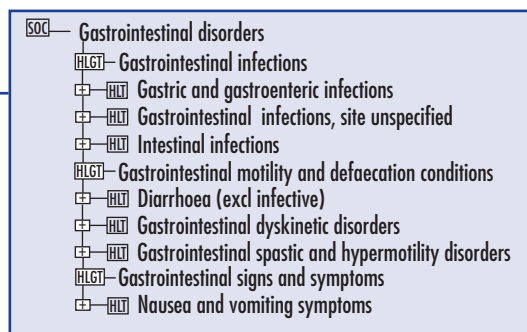 SOC Gastrointestinal disorders
HLGT Gastrointestinal infections
HLT Gastric and gastroenteric infections
HLT Gastrointestinal infections, site unspecified
HLT Intestinal infections
HLGT Gastrointestinal motility and defaecation conditions
HLT Diarrhoea (excl infective)
HLT Gastrointestinal dyskinetic disorders
HLT Gastrointestinal spastic and hypermotility disorders
HLGT Gastrointestinal signs and symptoms
HLT Nausea and vomiting symptoms